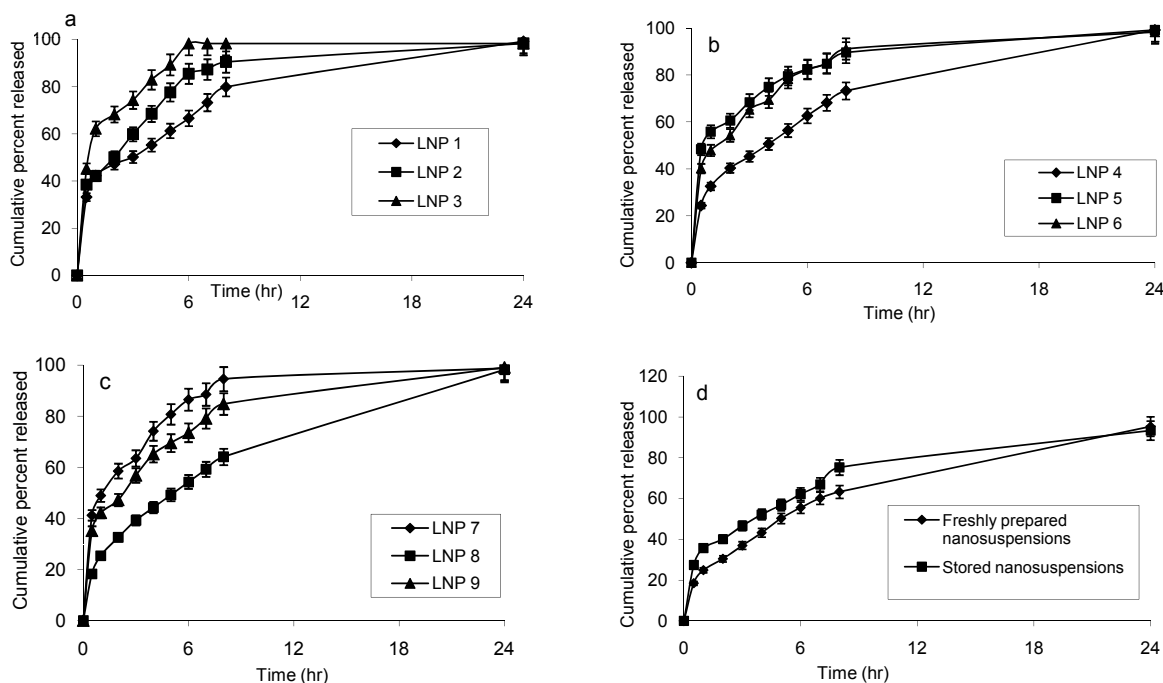 a
Cumulative percent released
100
80
60
40
20
0
0
6
12
18
24
Time (hr)
LNP 1
LNP 2
LNP 3
b
Cumulative percent released
100
80
60
40
20
0
0
6
12
18
24
Time (hr)
LNP 4
LNP 5
LNP 6
c
Cumulative percent released
100
80
60
40
20
0
0
6
12
18
24
Time (hr)
LNP 7
LNP 8
LNP 9
d
Cumulative percent released
120
100
80
60
40
20
0
0
6
12
18
24
Time (hr)
Freshly prepared
nanosuspensions
Stored nanosuspensions